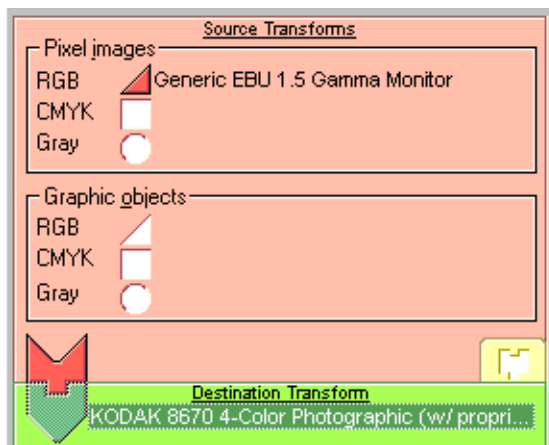 Source Transforms
Pixel images
RGB Generic EBU 1.5 Gamma Monitor
CMYK
Gray
Graphic objects
RGB
CMYK
Gray
Destination Transform
KODAK 8670 4-Color Photographic (w/ propri...